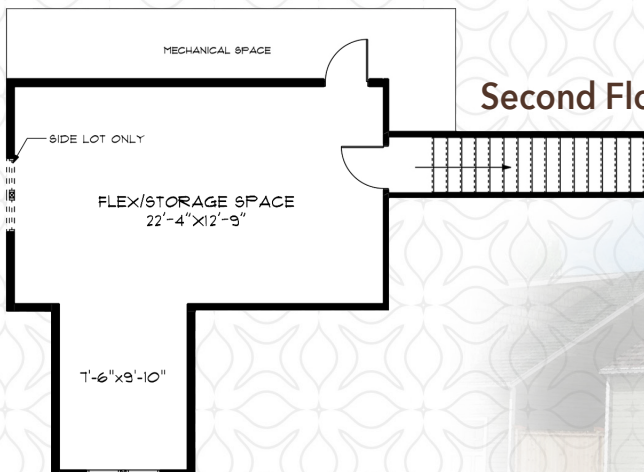 MECHANICAL SPACE
Second Flo
SIDE LOT ONLY
FLEX/STORAGE SPACE
22'-4"X12'-9"
7'-6"x9'-10"